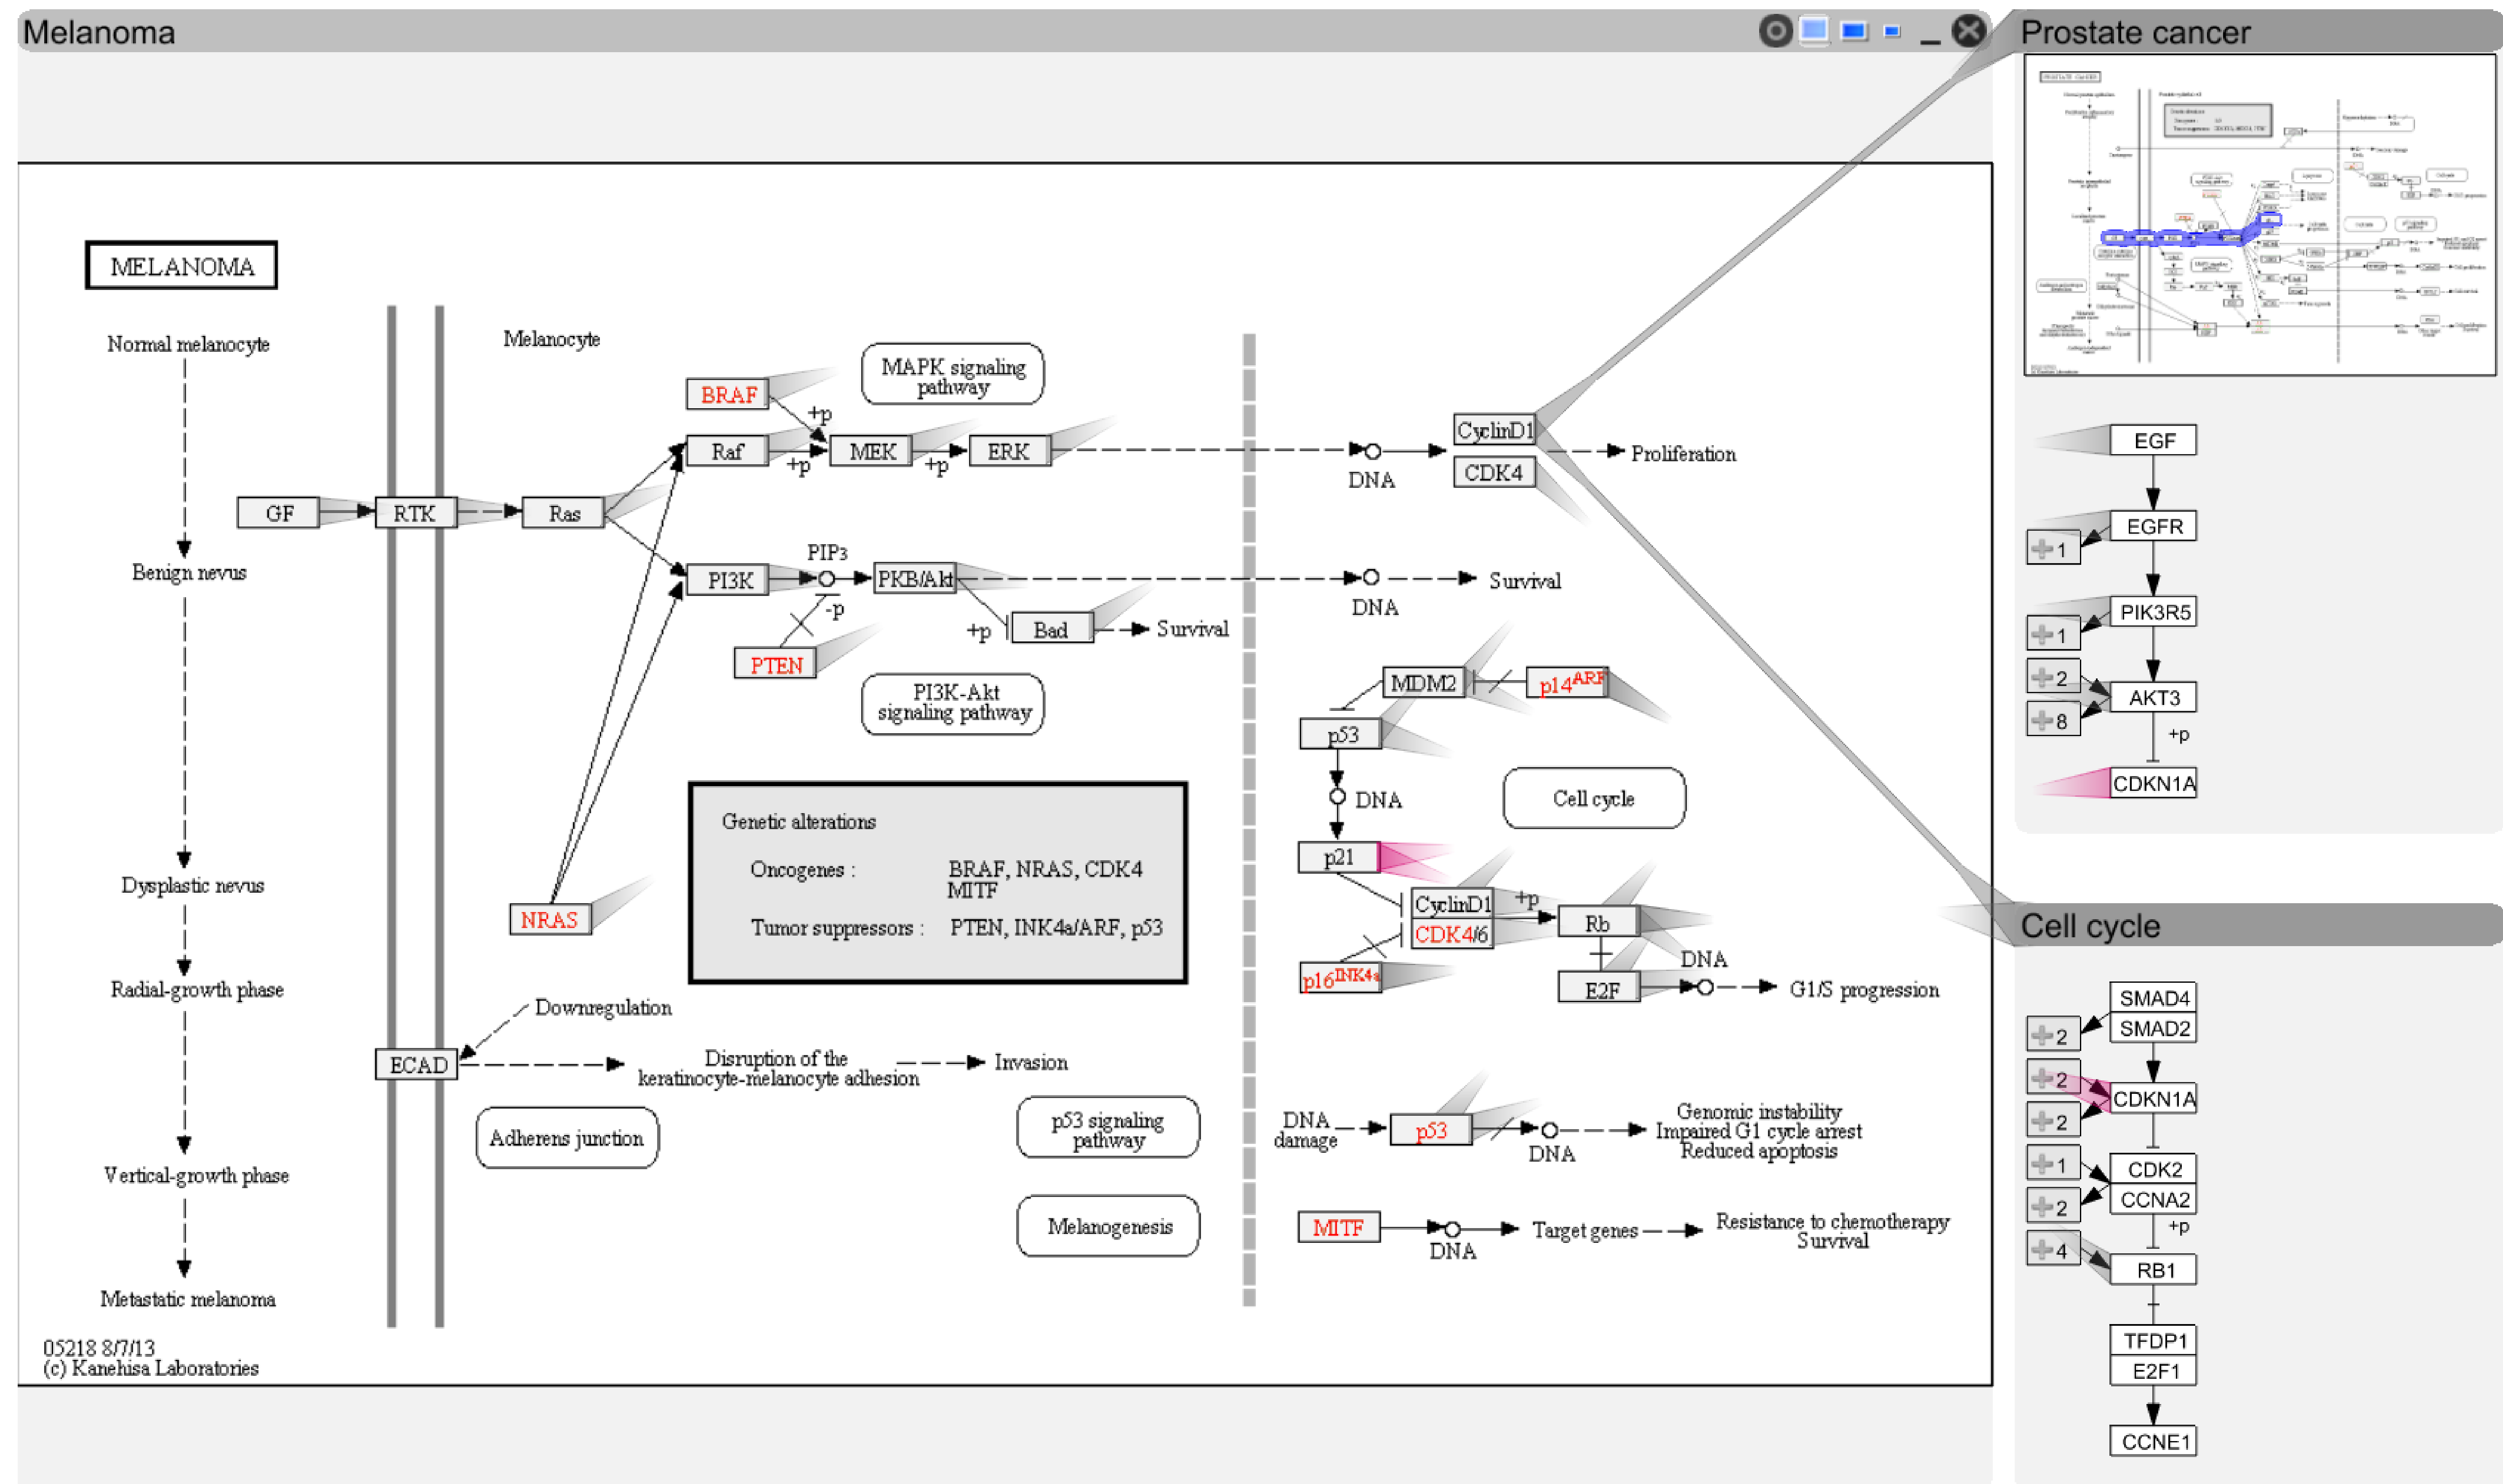 Melanoma
MELANOMA
Normal melanocyte
Benign nevus
Dysplastic nevus
Radial-growth phase
Vertical-growth phase
Metastatic melanoma
05218 8/7/13
(c) Kanehisa Laboratories
Melanocyte
MAPK signaling
pathway
BRAF
+p
Raf
+p
MEK
+p
ERK
DNA
CyclinD1
CDK4
Proliferation
GF
RTK
Ras
PI3K
PIP3
-p
PKB/Akt
DNA
Survival
+p
Bad
Survival
PTEN
PI3K-Akt
signaling pathway
MDM2
p14ARF
p53
DNA
Cell cycle
p21
Genetic alterations
Oncogenes : BRAF, NRAS, CDK4
MITF
Tumor suppressors : PTEN, INK4a/ARF, p53
NRAS
CyclinD1
CDK4/6
+p
Rb
p16INK4a
E2F
DNA
G1/S progression
Downregulation
ECAD
Disruption of the
keratinocyte-melanocyte adhesion
Invasion
Adherens junction
p53 signaling
pathway
Melanogenesis
DNA
damage
p53
DNA
Genomic instability
Impaired G1 cycle arrest
Reduced apoptosis
MITF
DNA
Target genes
Resistance to chemotherapy
Survival
Prostate cancer
PROSTATE CANCER
EGF
EGFR
1
PIK3R5
1
2
AKT3
8
+p
CDKN1A
Cell cycle
SMAD4
SMAD2
2
2
CDKN1A
2
1
CDK2
CCNA2
2
+p
4
RB1
TFDP1
E2F1
CCNE1